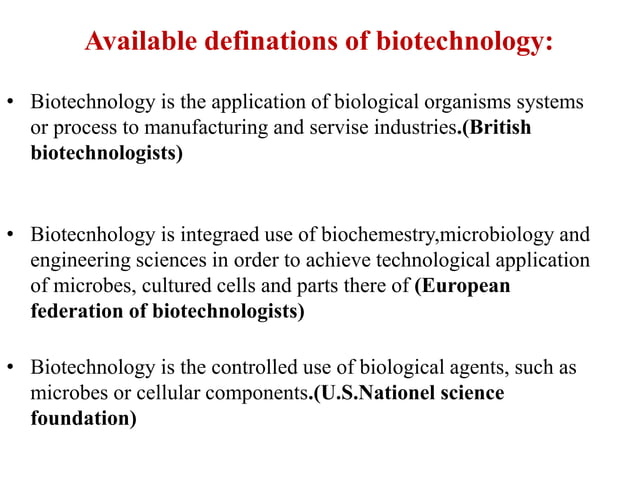 Available definations of biotechnology:
• Biotechnology is the application of biological organisms systems
or process to manufacturing and servise industries.(British
biotechnologists)
• Biotecnhology is integraed use of biochemestry,microbiology and
engineering sciences in order to achieve technological application
of microbes, cultured cells and parts there of (European
federation of biotechnologists)
• Biotechnology is the controlled use of biological agents, such as
microbes or cellular components.(U.S.Nationel science
foundation)